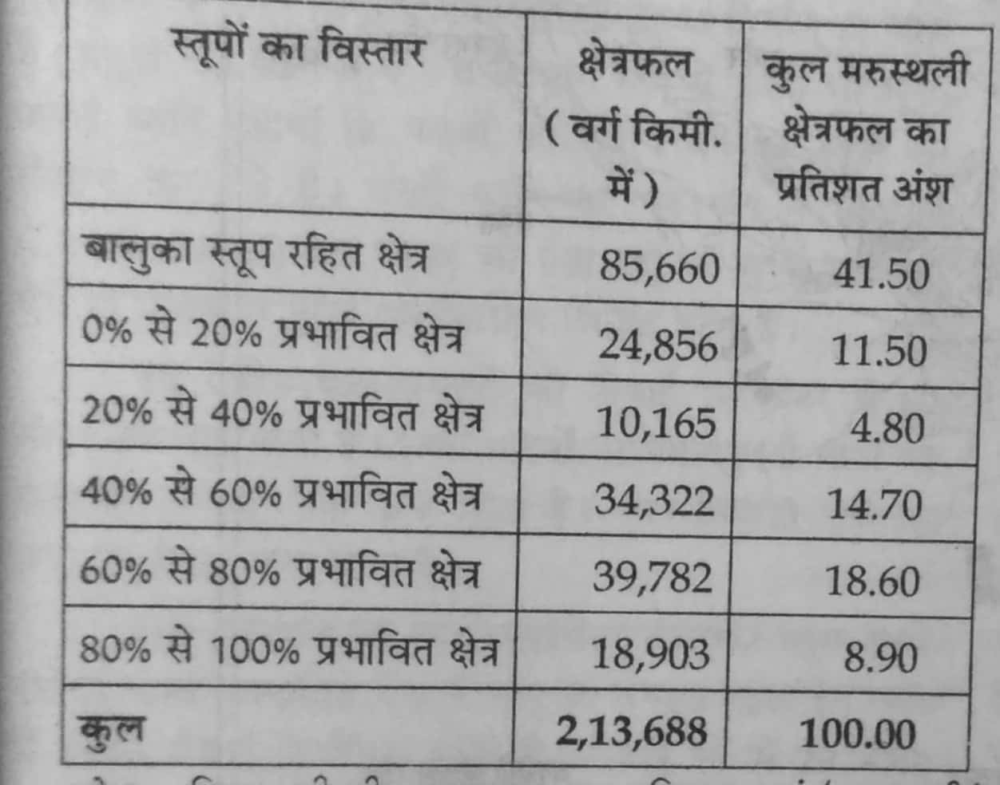 स्तूपों का विस्तार
क्षेत्रफल
( वर्ग किमी.
में )
कुल मरुस्थली
क्षेत्रफल का
प्रतिशत अंश
बालुका स्तूप रहित क्षेत्र 85,660 41.50
0% से 20% प्रभावित क्षेत्र 24,856 11.50
20% से 40% प्रभावित क्षेत्र 10,165 4.80
40% से 60% प्रभावित क्षेत्र 34,322 14.70
60% से 80% प्रभावित क्षेत्र 39,782 18.60
80% से 100% प्रभावित क्षेत्र 18,903 8.90
कुल 2,13,688 100.00